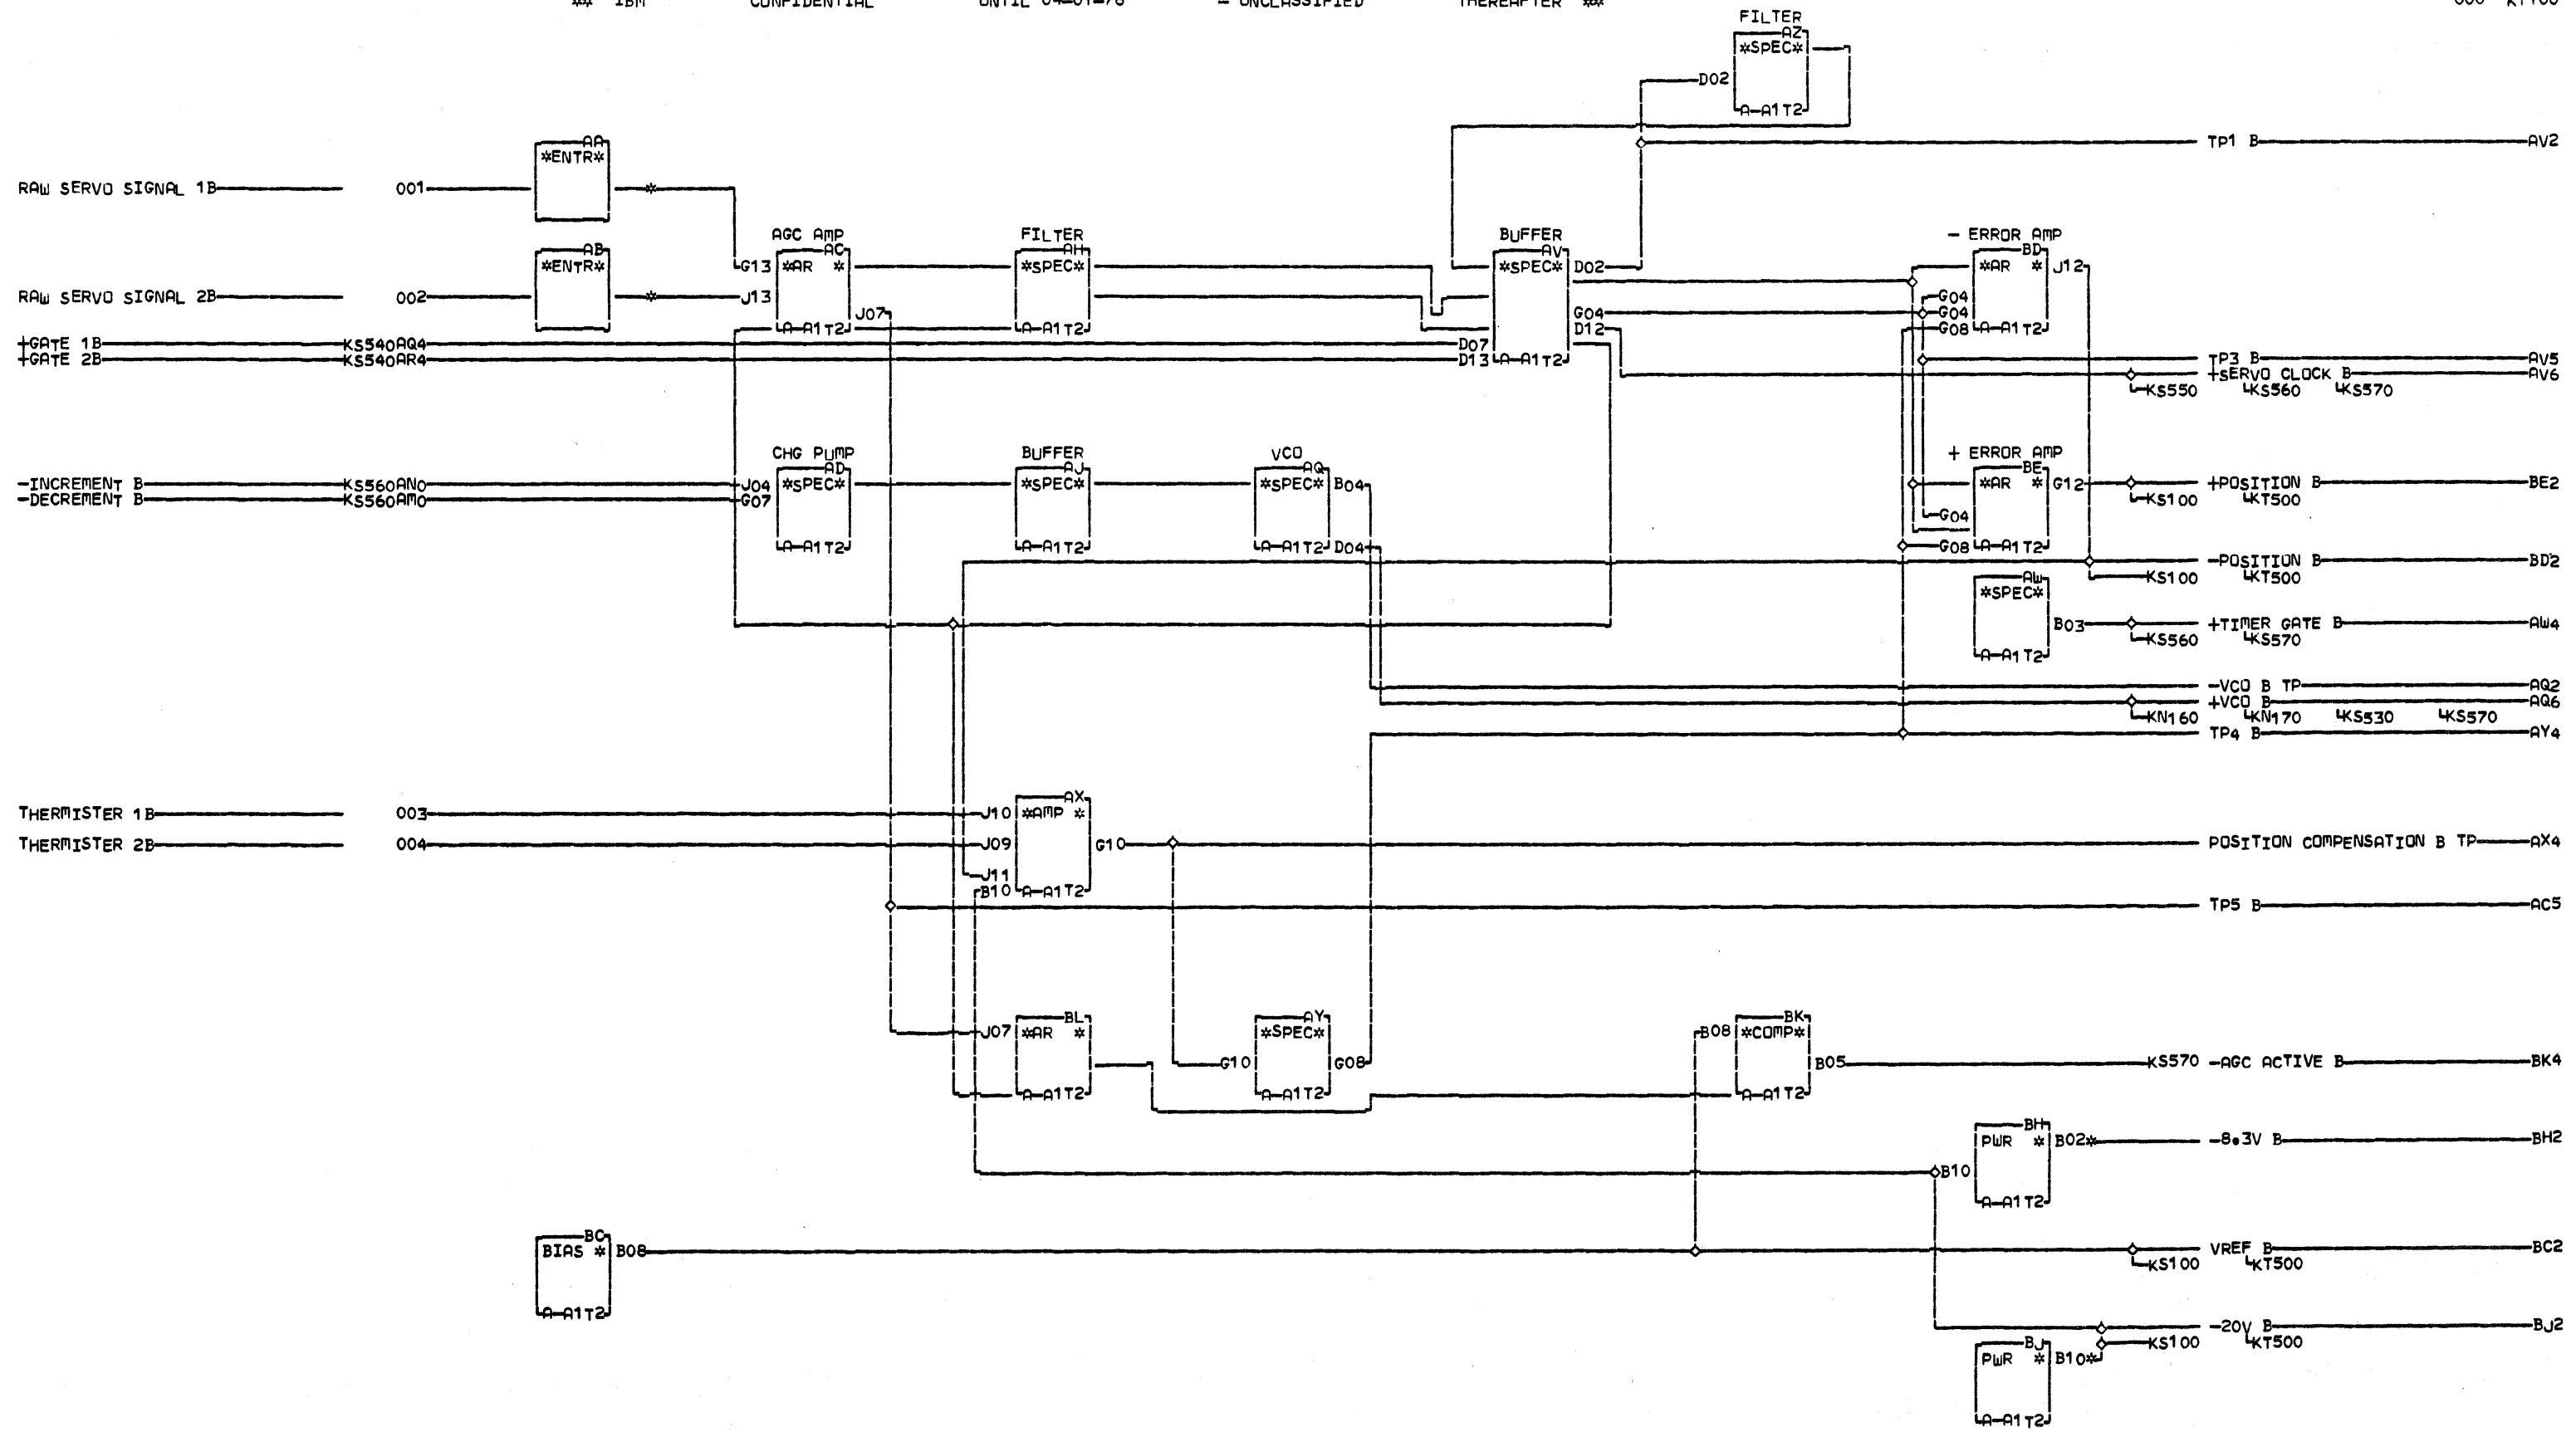 ** IBM CONFIDENTIAL UNTIL 04-01-76 - UNCLASSIFIED THEREAFTER **
000 KT100
FILTER
AZ
*SPEC*
D02
A-A1T2
TP1 B AV2
AA
*ENTR*
RAW SERVO SIGNAL 1B 001 *
AGC AMP FILTER BUFFER - ERROR AMP
AB AC AH AV BD
*ENTR* G13 *AR * *SPEC* *SPEC* D02 *AR * J12
RAW SERVO SIGNAL 2B 002 * J13 G04
J07 G04 G04
A-A1T2 A-A1T2 D12 G08 A-A1T2
+GATE 1B KS540AQ4 D07
+GATE 2B KS540AR4 D13 A-A1T2 TP3 B AV5
+SERVO CLOCK B AV6
KS550 KS560 KS570
CHG PUMP BUFFER VCO + ERROR AMP
AD AJ AQ BE
-INCREMENT B KS560AN0 J04 *SPEC* *SPEC* *SPEC* B04 *AR * G12 +POSITION B BE2
-DECREMENT B KS560AM0 G07 KS100 KT500
G04
A-A1T2 A-A1T2 A-A1T2 D04 G08 A-A1T2
-POSITION B BD2
AW KS100 KT500
*SPEC*
B03 +TIMER GATE B AW4
KS560 KS570
A-A1T2
-VCO B TP AQ2
+VCO B AQ6
KN160 KN170 KS530 KS570
TP4 B AY4
AX
THERMISTER 1B 003 J10 *AMP *
THERMISTER 2B 004 J09 G10 POSITION COMPENSATION B TP AX4
J11
B10 A-A1T2
TP5 B AC5
BL AY BK
J07 *AR * *SPEC* B08 *COMP*
G10 G08 B05 KS570 -AGC ACTIVE B BK4
A-A1T2 A-A1T2 A-A1T2
BH
PWR * B02* -8.3V B BH2
B10
A-A1T2
BC
BIAS * B08 VREF B BC2
KS100 KT500
A-A1T2
-20V B BJ2
BJ KS100 KT500
PWR * B10*
A-A1T2